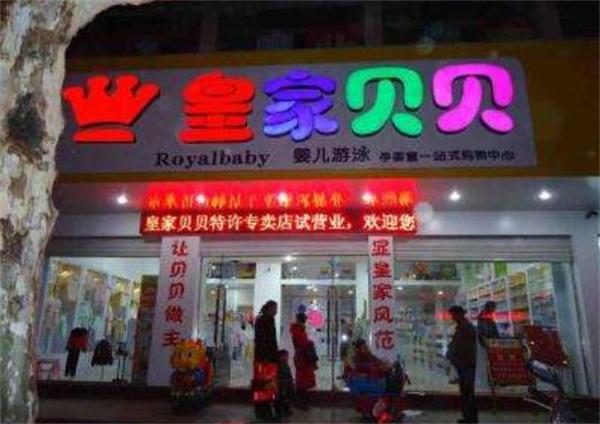 皇家贝贝
Royalbaby 婴儿游泳 孕婴童一站式购物中心
皇家贝贝特许专卖店试营业，欢迎您
让贝贝做主
显皇家风范